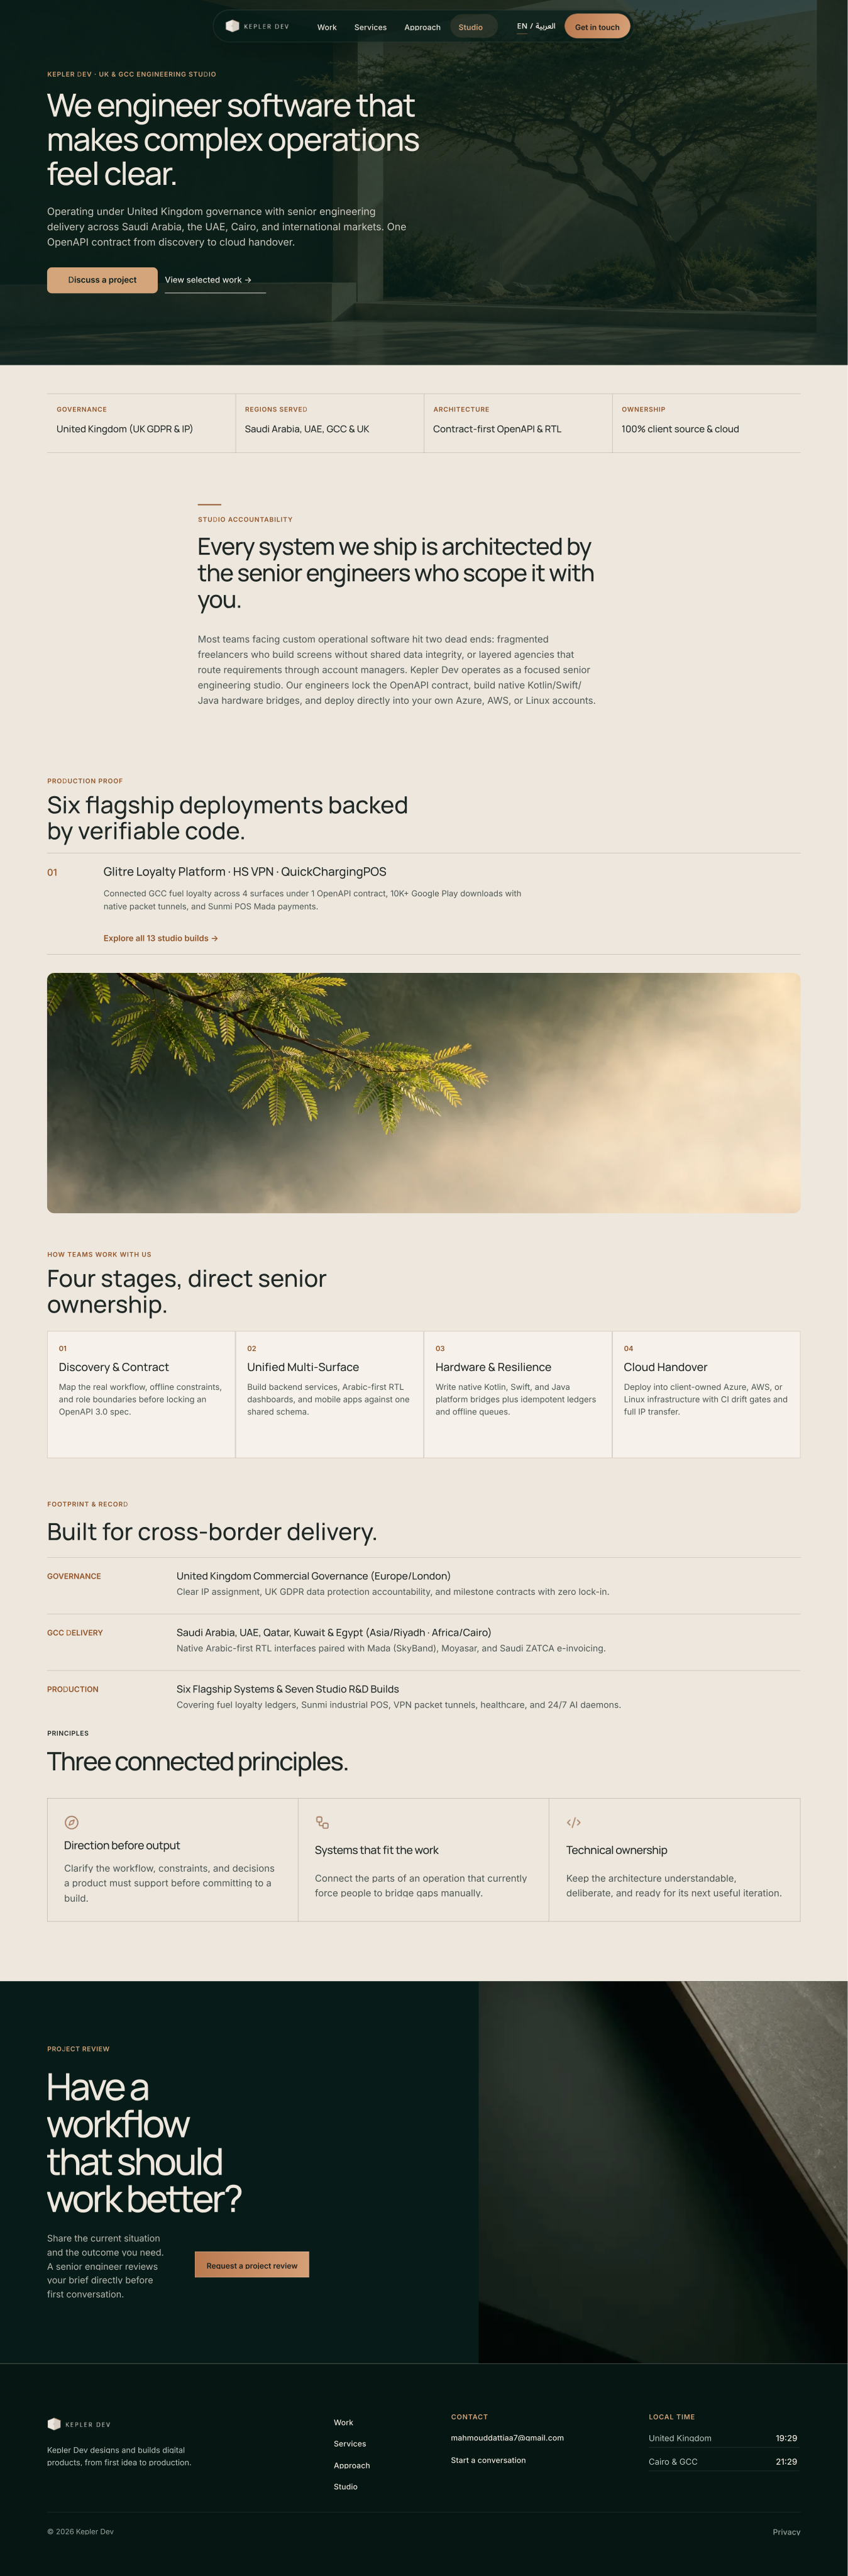 KEPLER DEV
Work
Services
Approach
Studio
EN / العربية
Get in touch
KEPLER DEV · UK & GCC ENGINEERING STUDIO
We engineer software that
makes complex operations
feel clear.
Operating under United Kingdom governance with senior engineering
delivery across Saudi Arabia, the UAE, Cairo, and international markets. One
OpenAPI contract from discovery to cloud handover.
Discuss a project
View selected work →
GOVERNANCE
United Kingdom (UK GDPR & IP)
REGIONS SERVED
Saudi Arabia, UAE, GCC & UK
ARCHITECTURE
Contract-first OpenAPI & RTL
OWNERSHIP
100% client source & cloud
STUDIO ACCOUNTABILITY
Every system we ship is architected by
the senior engineers who scope it with
you.
Most teams facing custom operational software hit two dead ends: fragmented
freelancers who build screens without shared data integrity, or layered agencies that
route requirements through account managers. Kepler Dev operates as a focused senior
engineering studio. Our engineers lock the OpenAPI contract, build native Kotlin/Swift/
Java hardware bridges, and deploy directly into your own Azure, AWS, or Linux accounts.
PRODUCTION PROOF
Six flagship deployments backed
by verifiable code.
01
Glitre Loyalty Platform · HS VPN · QuickChargingPOS
Connected GCC fuel loyalty across 4 surfaces under 1 OpenAPI contract, 10K+ Google Play downloads with
native packet tunnels, and Sunmi POS Mada payments.
Explore all 13 studio builds →
HOW TEAMS WORK WITH US
Four stages, direct senior
ownership.
01
Discovery & Contract
Map the real workflow, offline constraints,
and role boundaries before locking an
OpenAPI 3.0 spec.
02
Unified Multi-Surface
Build backend services, Arabic-first RTL
dashboards, and mobile apps against one
shared schema.
03
Hardware & Resilience
Write native Kotlin, Swift, and Java
platform bridges plus idempotent ledgers
and offline queues.
04
Cloud Handover
Deploy into client-owned Azure, AWS, or
Linux infrastructure with CI drift gates and
full IP transfer.
FOOTPRINT & RECORD
Built for cross-border delivery.
GOVERNANCE
United Kingdom Commercial Governance (Europe/London)
Clear IP assignment, UK GDPR data protection accountability, and milestone contracts with zero lock-in.
GCC DELIVERY
Saudi Arabia, UAE, Qatar, Kuwait & Egypt (Asia/Riyadh · Africa/Cairo)
Native Arabic-first RTL interfaces paired with Mada (SkyBand), Moyasar, and Saudi ZATCA e-invoicing.
PRODUCTION
Six Flagship Systems & Seven Studio R&D Builds
Covering fuel loyalty ledgers, Sunmi industrial POS, VPN packet tunnels, healthcare, and 24/7 AI daemons.
PRINCIPLES
Three connected principles.
Direction before output
Clarify the workflow, constraints, and decisions
a product must support before committing to a
build.
Systems that fit the work
Connect the parts of an operation that currently
force people to bridge gaps manually.
Technical ownership
Keep the architecture understandable,
deliberate, and ready for its next useful iteration.
PROJECT REVIEW
Have a
workflow
that should
work better?
Share the current situation
and the outcome you need.
A senior engineer reviews
your brief directly before
first conversation.
Request a project review
KEPLER DEV
Kepler Dev designs and builds digital
products, from first idea to production.
Work
Services
Approach
Studio
CONTACT
mahmouddattiaa7@gmail.com
Start a conversation
LOCAL TIME
United Kingdom 19:29
Cairo & GCC 21:29
© 2026 Kepler Dev
Privacy